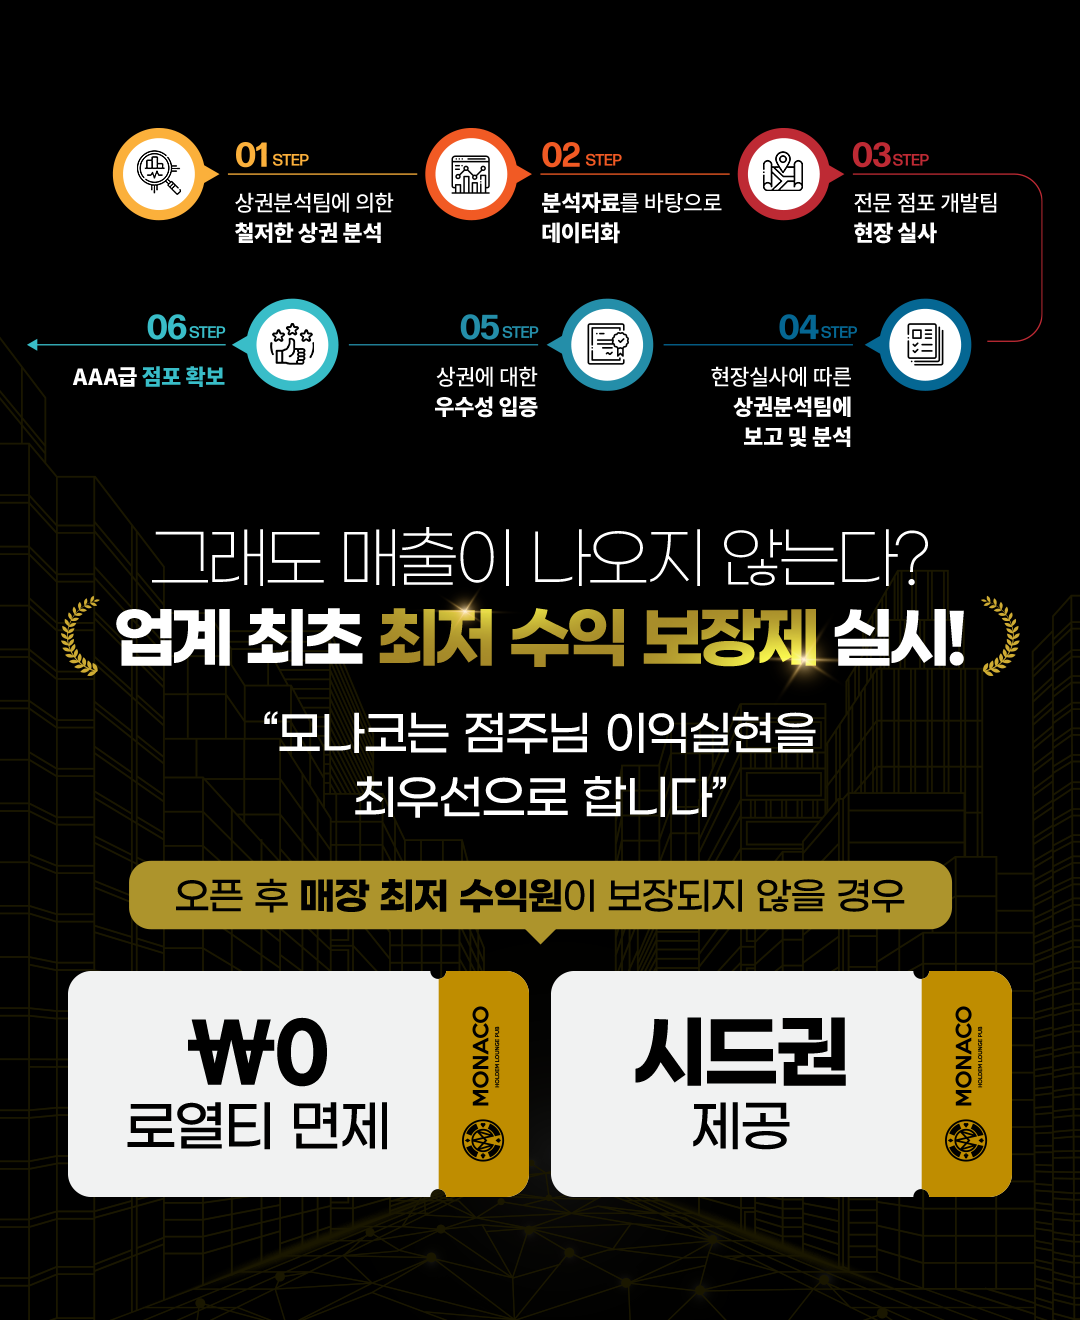 01 STEP
상권분석팀에 의한
철저한 상권 분석
02 STEP
분석자료를 바탕으로
데이터화
03 STEP
전문 점포 개발팀
현장 실사
04 STEP
현장실사에 따른
상권분석팀에
보고 및 분석
05 STEP
상권에 대한
우수성 입증
06 STEP
AAA급 점포 확보
그래도 매출이 나오지 않는다?
업계 최초 최저 수익 보장제 실시!
“모나코는 점주님 이익실현을
최우선으로 합니다”
오픈 후 매장 최저 수익원이 보장되지 않을 경우
₩0
로열티 면제
MONACO
HOLDEM LOUNGE PUB
시드권
제공
MONACO
HOLDEM LOUNGE PUB